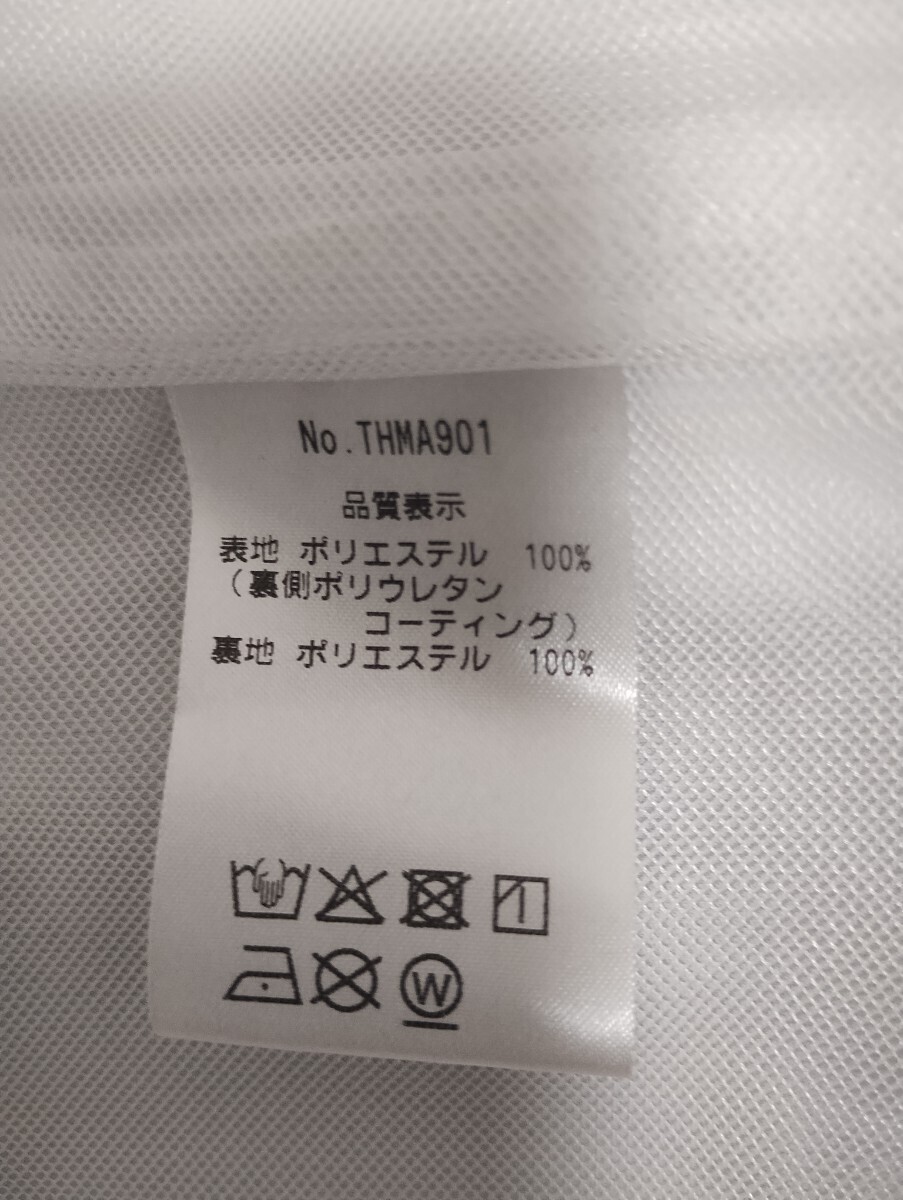 No.THMA901
品質表示
表地 ポリエステル 100%
(裏側ポリウレタン
コーティング)
裏地 ポリエステル 100%
W